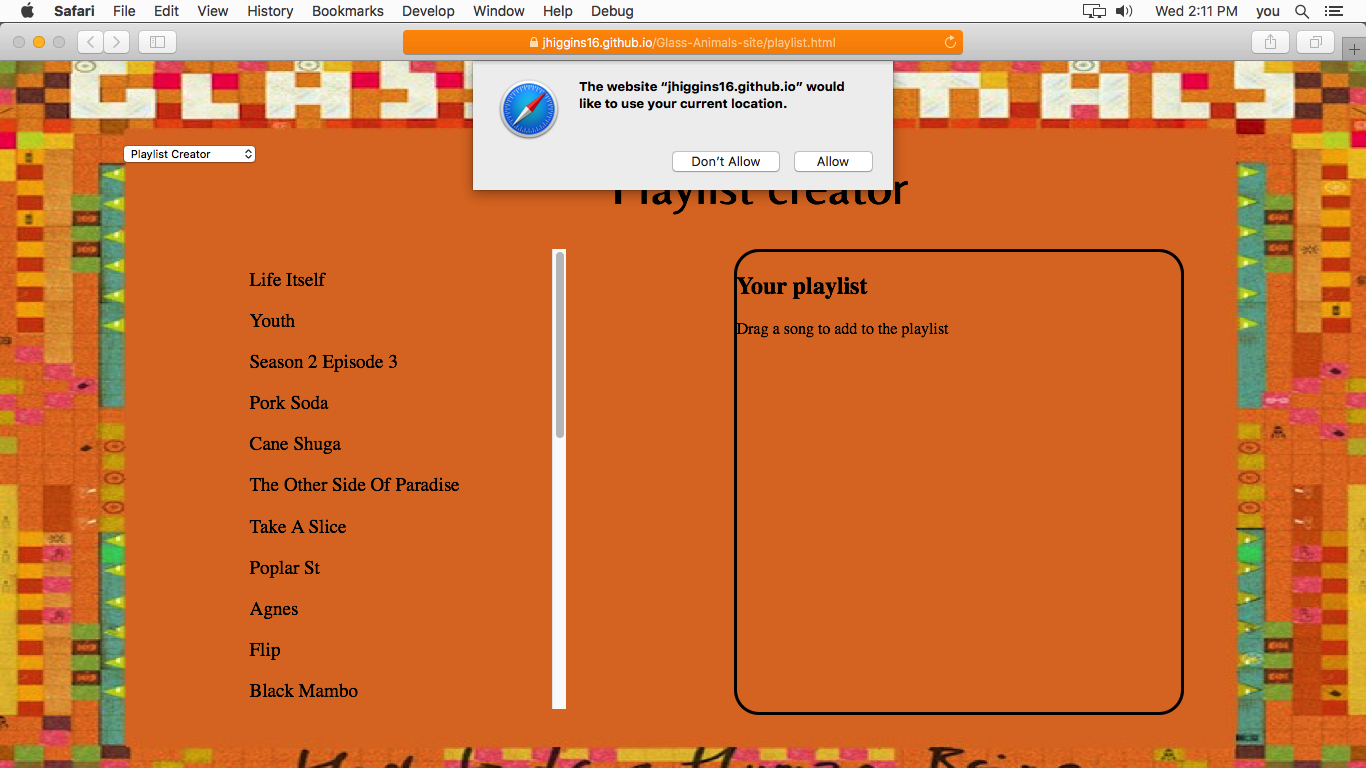 Safari File Edit View History Bookmarks Develop Window Help Debug Wed 2:11 PM you
jhiggins16.github.io/Glass-Animals-site/playlist.html
The website “jhiggins16.github.io” would
like to use your current location.
Don’t Allow Allow
Playlist Creator
Playlist creator
Life Itself
Youth
Season 2 Episode 3
Pork Soda
Cane Shuga
The Other Side Of Paradise
Take A Slice
Poplar St
Agnes
Flip
Black Mambo
Your playlist
Drag a song to add to the playlist